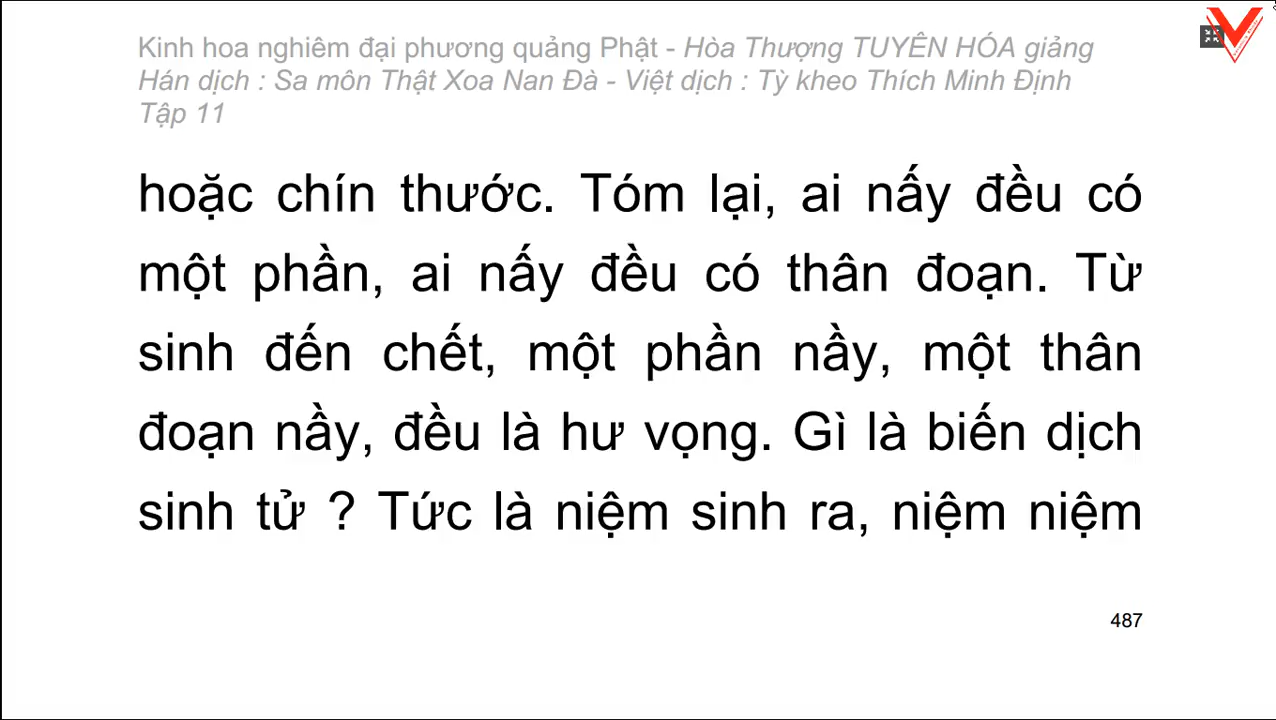 Kinh hoa nghiêm đại phương quảng Phật - Hòa Thượng TUYÊN HÓA giảng
Hán dịch : Sa môn Thật Xoa Nan Đà - Việt dịch : Tỳ kheo Thích Minh Định
Tập 11
hoặc chín thước. Tóm lại, ai nấy đều có
một phần, ai nấy đều có thân đoạn. Từ
sinh đến chết, một phần nầy, một thân
đoạn nầy, đều là hư vọng. Gì là biến dịch
sinh tử ? Tức là niệm sinh ra, niệm niệm
487